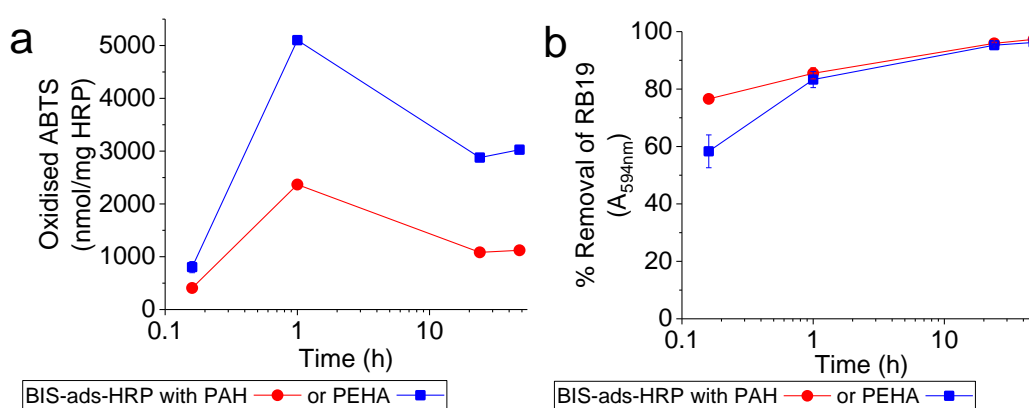 a
Oxidised ABTS
(nmol/mg HRP)
5000
4000
3000
2000
1000
0
0.1 1 10
Time (h)
BIS-ads-HRP with PAH or PEHA
b
% Removal of RB19
(A594nm)
100
80
60
40
20
0
0.1 1 10
Time (h)
BIS-ads-HRP with PAH or PEHA